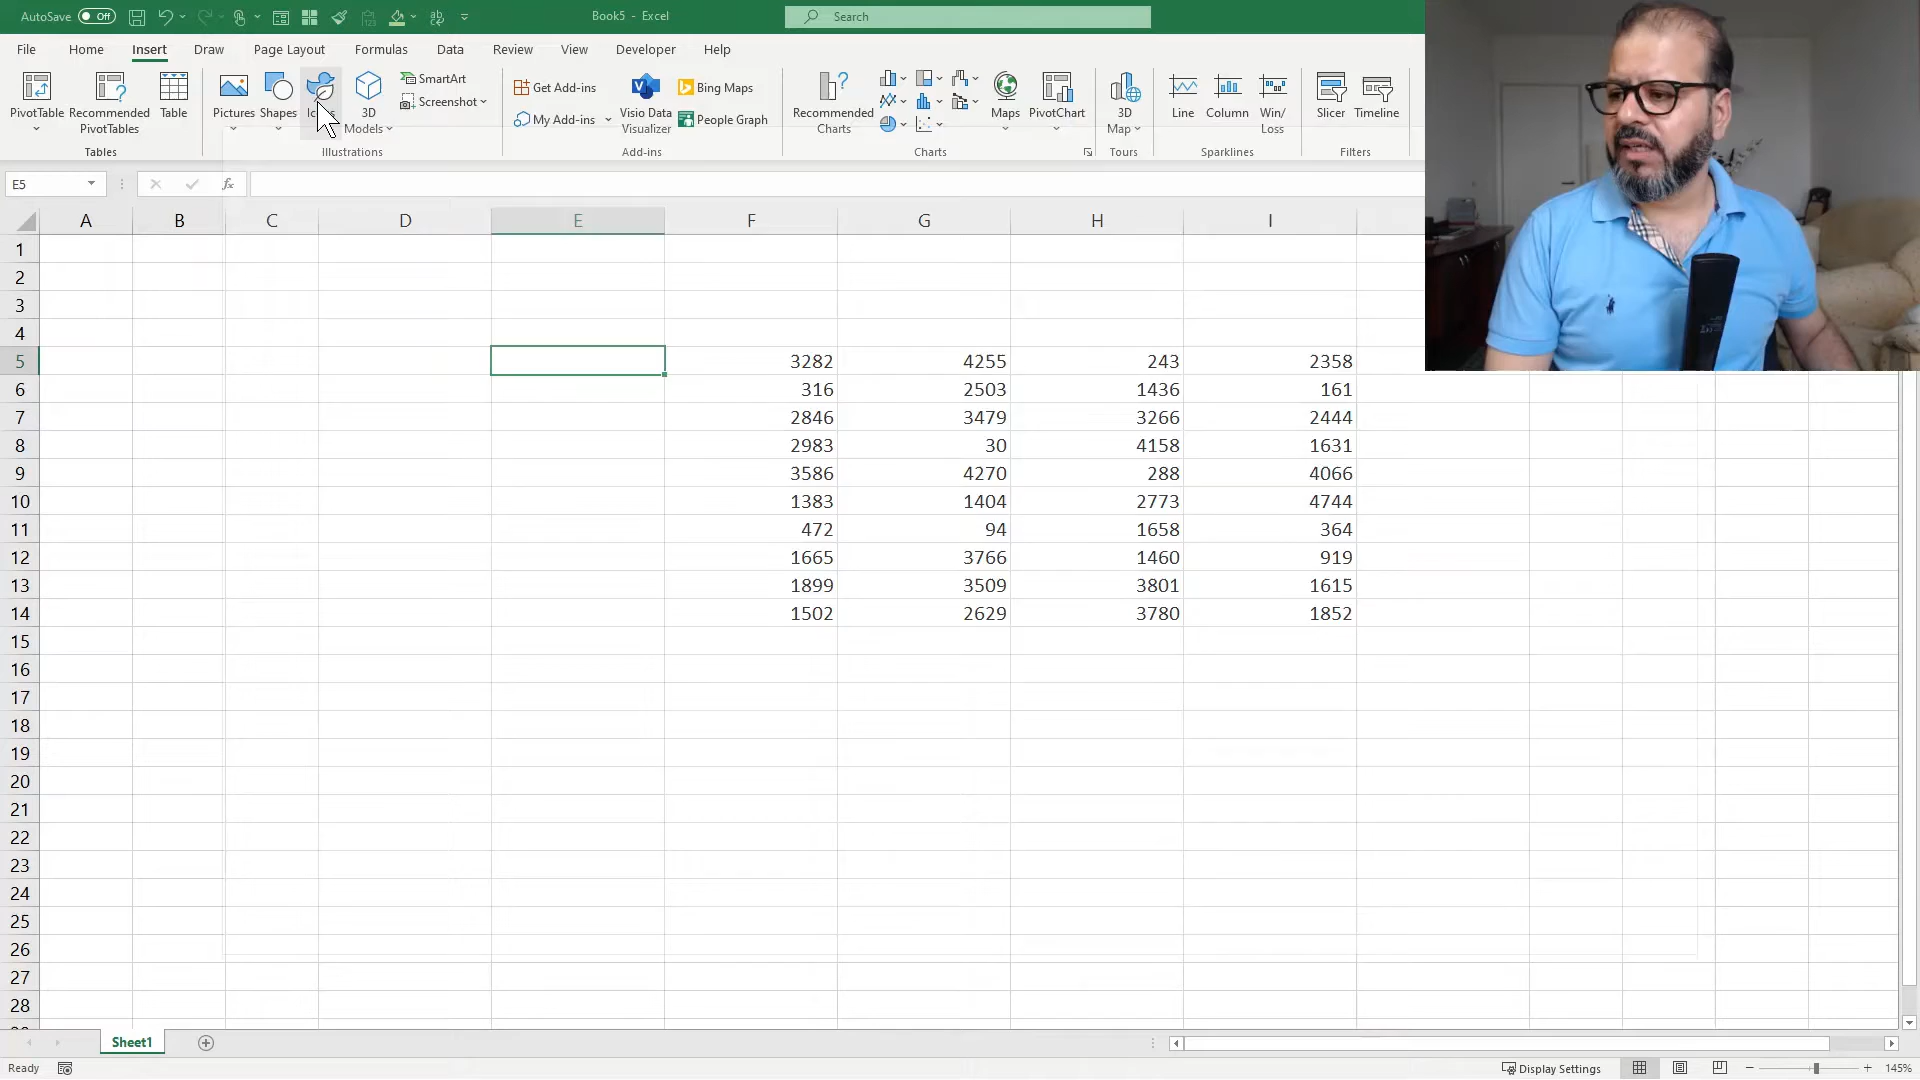 AutoSave Off Book5 - Excel Search
File Home Insert Draw Page Layout Formulas Data Review View Developer Help
PivotTable Recommended PivotTables Table
Pictures Shapes 3D Models SmartArt Screenshot
Get Add-ins My Add-ins Visio Data Visualizer Bing Maps People Graph
Recommended Charts Maps PivotChart 3D Map
Line Column Win/Loss Slicer Timeline
Tables Illustrations Add-ins Charts Tours Sparklines Filters
E5 fx
A B C D E F G H I
1
2
3
4
5 3282 4255 243 2358
6 316 2503 1436 161
7 2846 3479 3266 2444
8 2983 30 4158 1631
9 3586 4270 288 4066
10 1383 1404 2773 4744
11 472 94 1658 364
12 1665 3766 1460 919
13 1899 3509 3801 1615
14 1502 2629 3780 1852
15
16
17
18
19
20
21
22
23
24
25
26
27
28
Sheet1
Ready Display Settings 145%